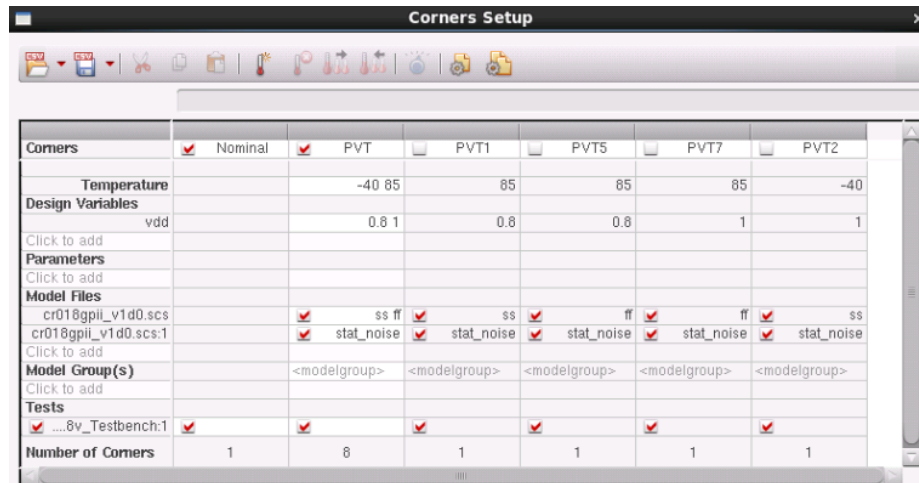 Corners Setup
CSV CSV
Corners Nominal PVT PVT1 PVT5 PVT7 PVT2
Temperature -40 85 85 85 85 -40
Design Variables
vdd 0.8 1 0.8 0.8 1 1
Click to add
Parameters
Click to add
Model Files
cr018gpii_v1d0.scs ss ff ss ff ff ss
cr018gpii_v1d0.scs:1 stat_noise stat_noise stat_noise stat_noise stat_noise
Click to add
Model Group(s) <modelgroup> <modelgroup> <modelgroup> <modelgroup> <modelgroup>
Click to add
Tests
....8v_Testbench:1
Number of Corners 1 8 1 1 1 1